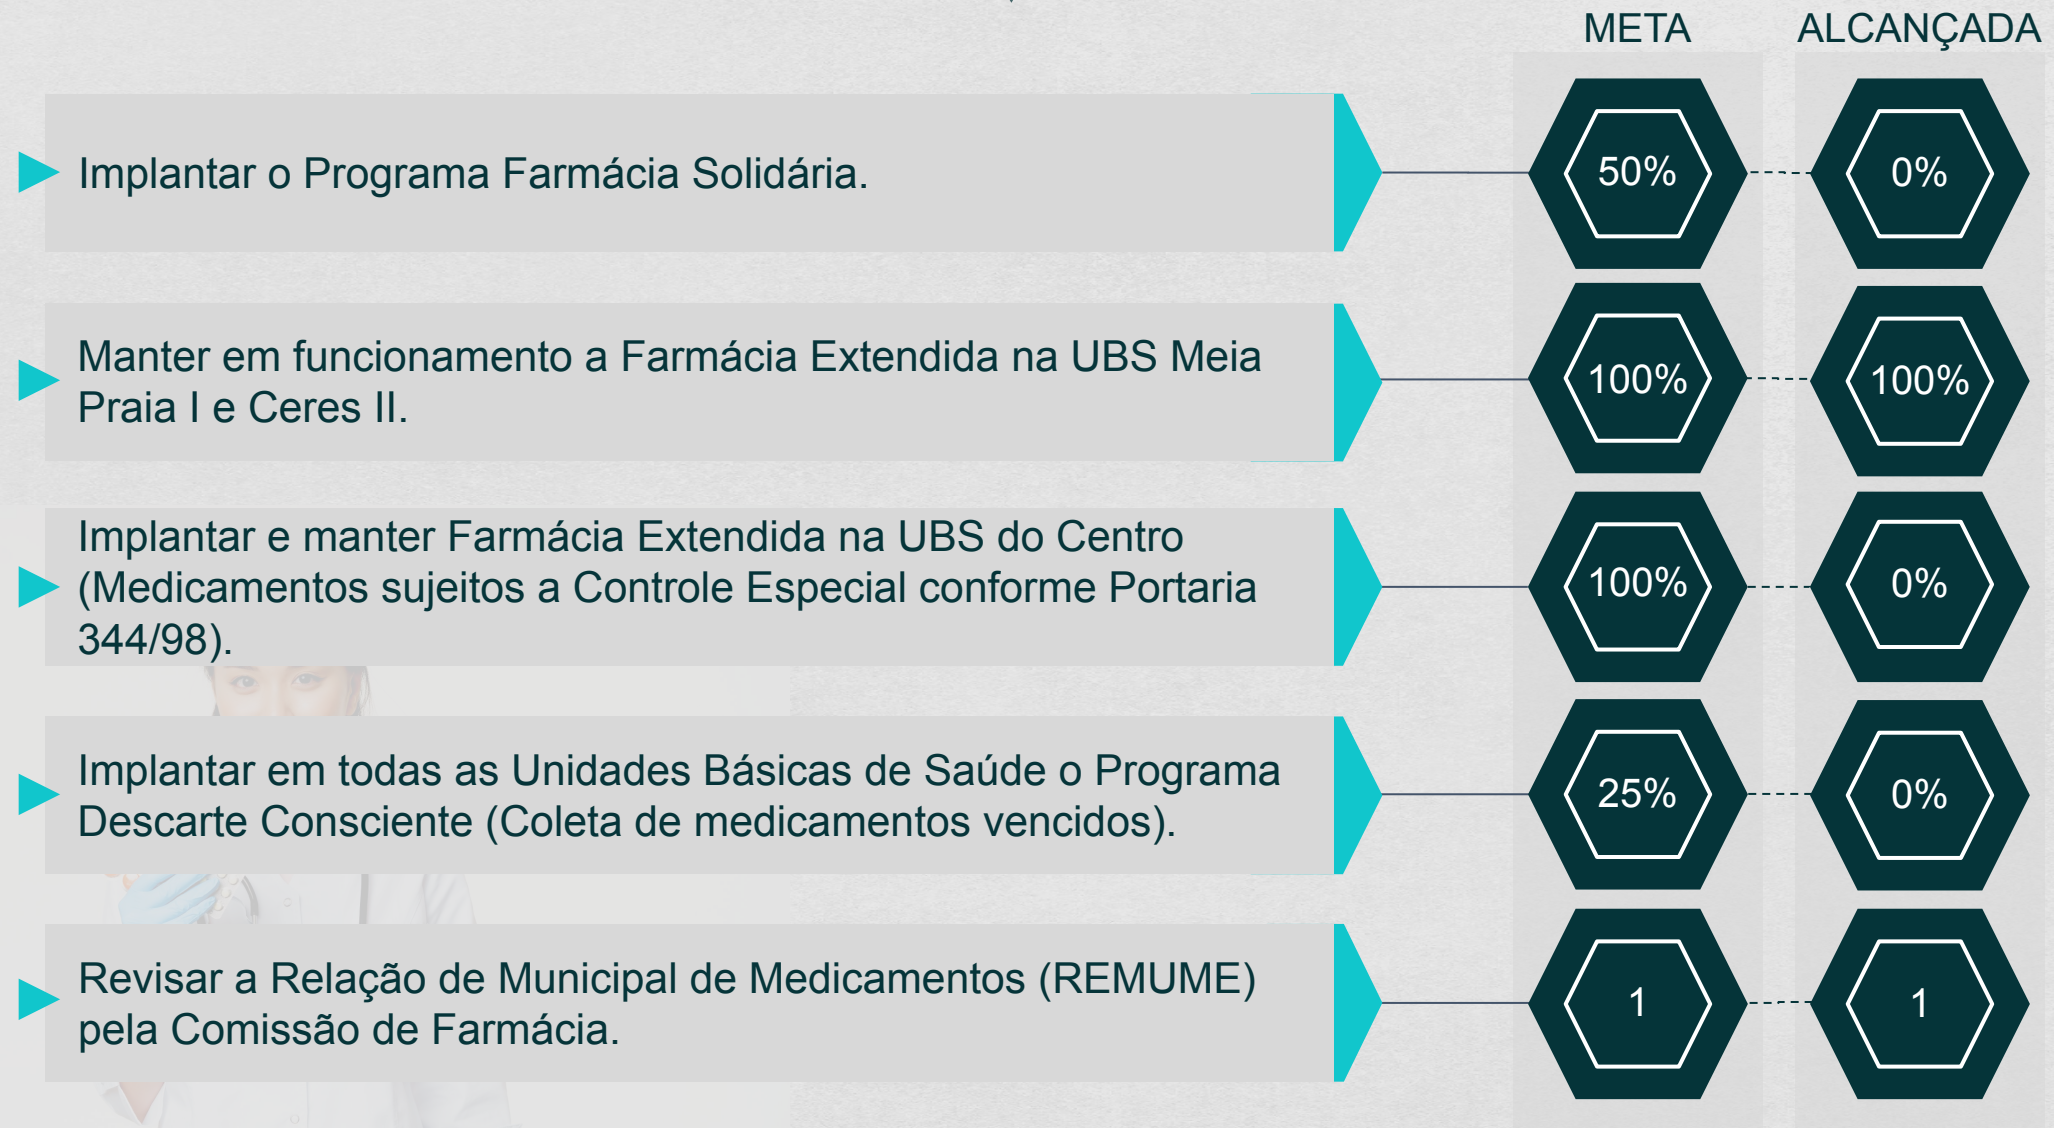 META ALCANÇADA
Implantar o Programa Farmácia Solidária.
50% 0%
Manter em funcionamento a Farmácia Extendida na UBS Meia
Praia I e Ceres II.
100% 100%
Implantar e manter Farmácia Extendida na UBS do Centro
(Medicamentos sujeitos a Controle Especial conforme Portaria
344/98).
100% 0%
Implantar em todas as Unidades Básicas de Saúde o Programa
Descarte Consciente (Coleta de medicamentos vencidos).
25% 0%
Revisar a Relação de Municipal de Medicamentos (REMUME)
pela Comissão de Farmácia.
1 1